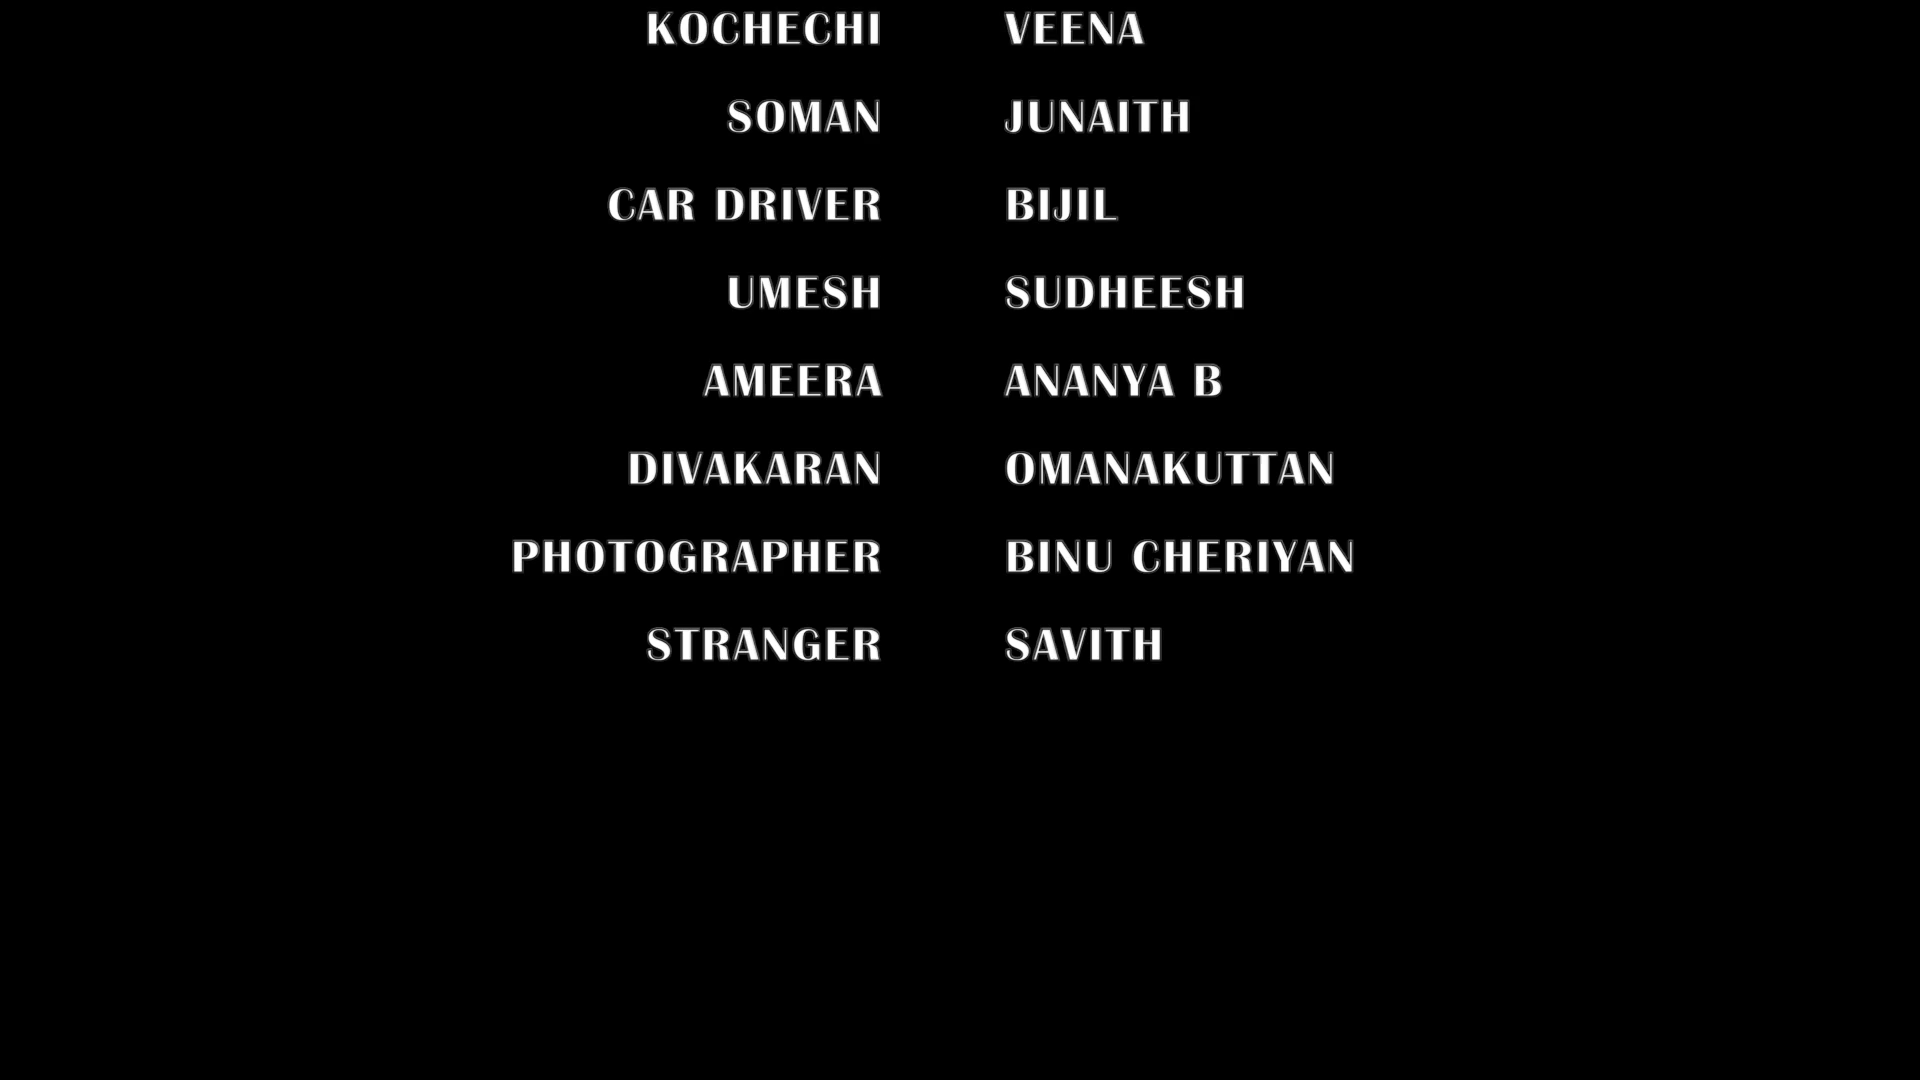 KOCHECHI VEENA
SOMAN JUNAITH
CAR DRIVER BIJIL
UMESH SUDHEESH
AMEERA ANANYA B
DIVAKARAN OMANAKUTTAN
PHOTOGRAPHER BINU CHERIYAN
STRANGER SAVITH